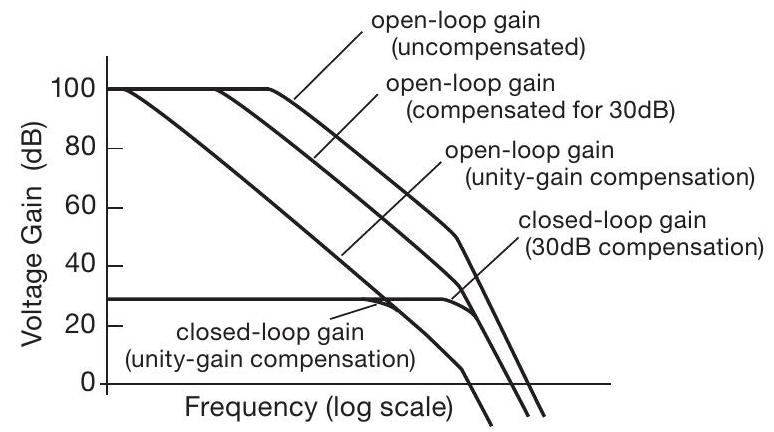 open-loop gain
(uncompensated)
open-loop gain
(compensated for 30dB)
open-loop gain
(unity-gain compensation)
closed-loop gain
(30dB compensation)
closed-loop gain
(unity-gain compensation)
Voltage Gain (dB)
100
80
60
40
20
0
Frequency (log scale)